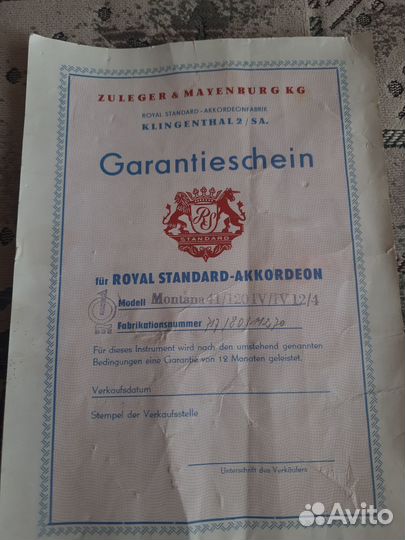 ZULEGER & MAYENBURG KG
ROYAL STANDARD-AKKORDEONFABRIK
KLINGENTHAL 2/SA.
Garantieschein
RS
STANDARD
für ROYAL STANDARD-AKKORDEON
1
Modell Montana 41/120 IV/IV 12/4
Fabrikationsnummer
Für dieses Instrument wird nach den umstehend genannten
Bedingungen eine Garantie von 12 Monaten geleistet.
Verkaufsdatum
Stempel der Verkaufsstelle
Unterschrift des Verkäufers
Avito